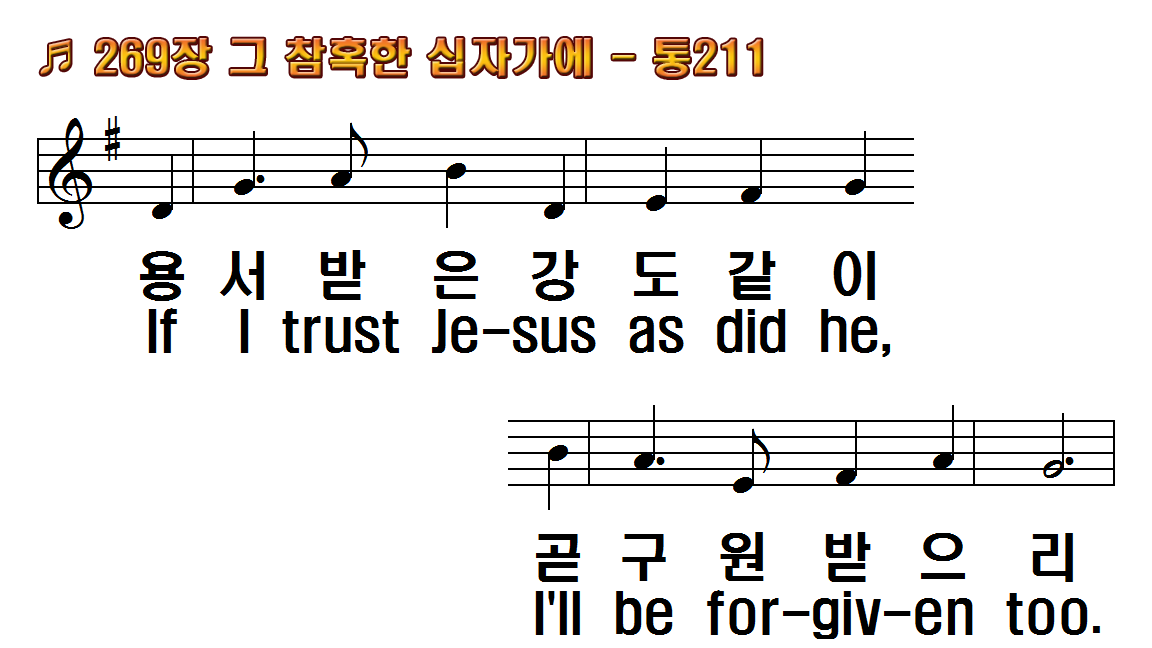 ♬ 269장 그 참혹한 십자가에 - 통211
용 서 받 은 강 도 같 이
If I trust Je-sus as did he,
곧 구 원 받 으 리
I'll be for-giv-en too.